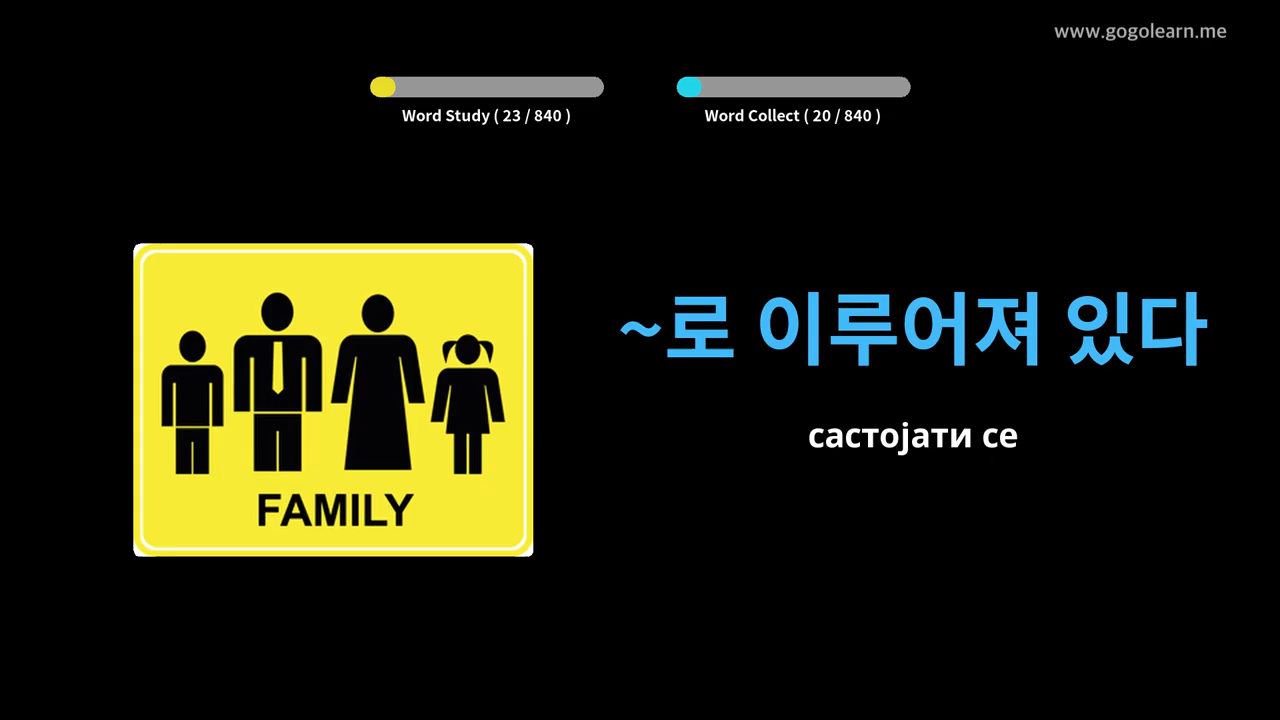 www.gogolearn.me
Word Study ( 23 / 840 )
Word Collect ( 20 / 840 )
~로 이루어져 있다
састојати се
FAMILY